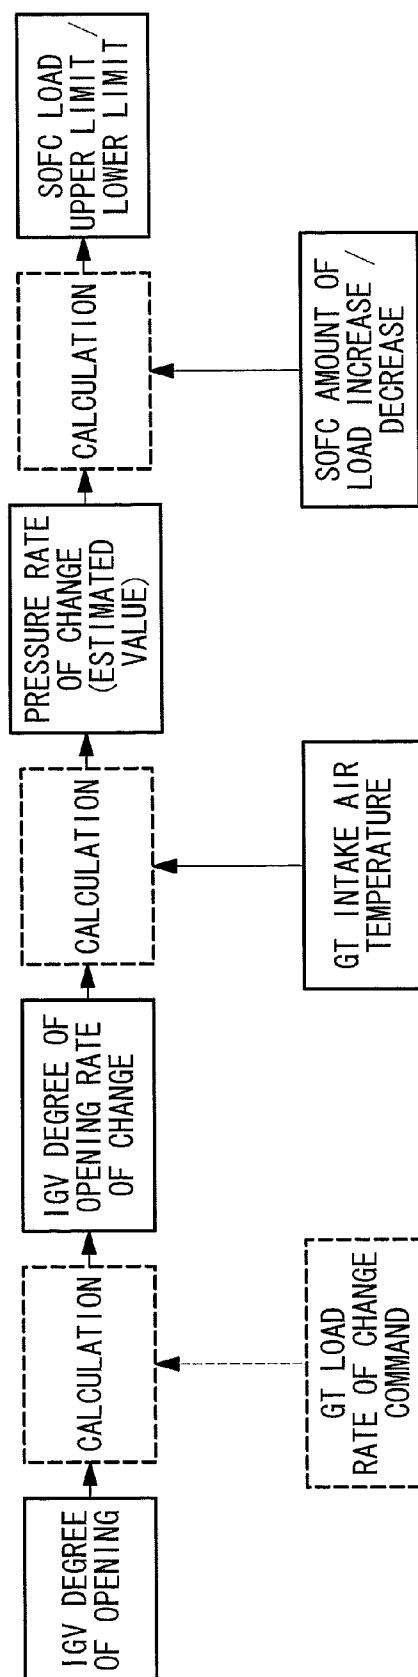 IGV DEGREE
OF OPENING
CALCULATION
IGV DEGREE OF
OPENING RATE
OF CHANGE
CALCULATION
PRESSURE RATE
OF CHANGE
(ESTIMATED
VALUE)
CALCULATION
SOFC LOAD
UPPER LIMIT /
LOWER LIMIT
GT LOAD
RATE OF CHANGE
COMMAND
GT INTAKE AIR
TEMPERATURE
SOFC AMOUNT OF
LOAD INCREASE /
DECREASE